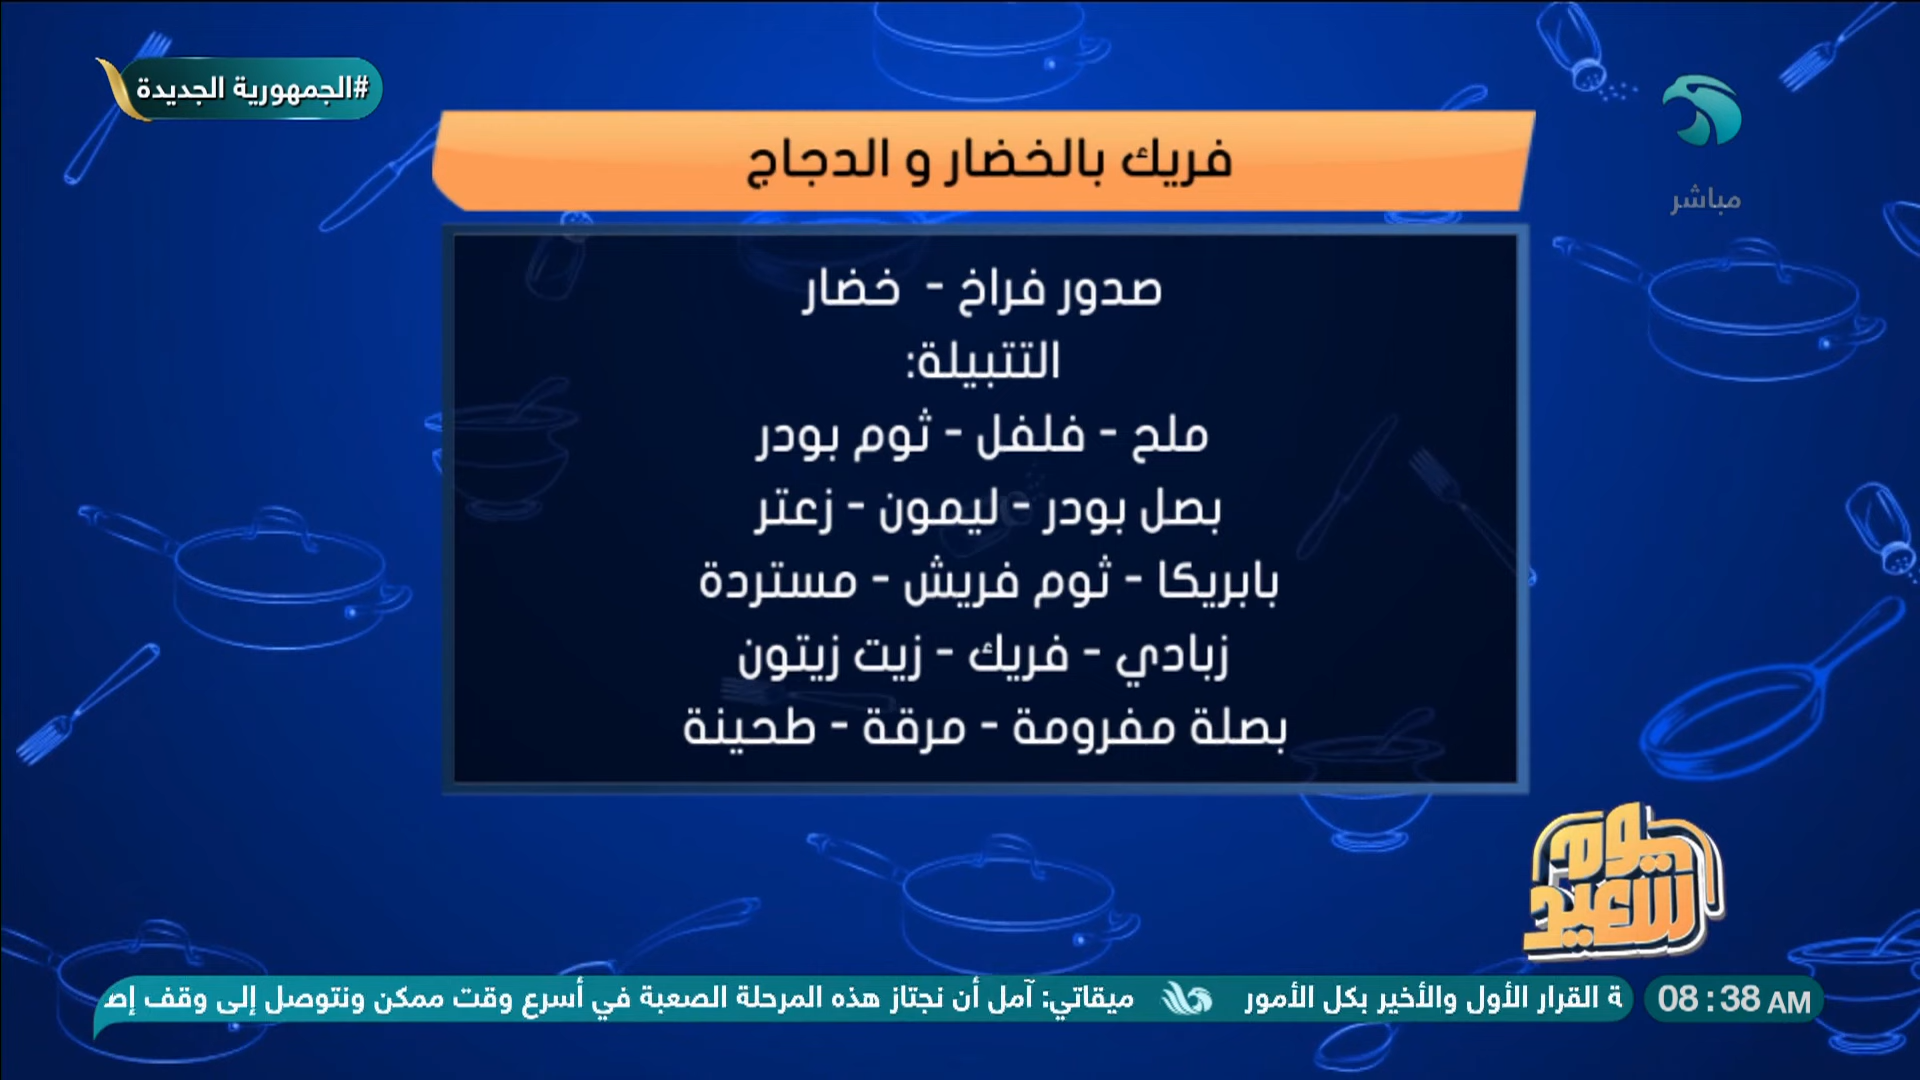 #الجمهورية الجديدة
مباشر
فريك بالخضار و الدجاج
صدور فراخ - خضار
التتبيلة:
ملح - فلفل - ثوم بودر
بصل بودر - ليمون - زعتر
بابريكا - ثوم فريش - مستردة
زبادي - فريك - زيت زيتون
بصلة مفرومة - مرقة - طحينة
يوم سعيد
08:38 AM
ة القرار الأول والأخير بكل الأمور ميقاتي: آمل أن نجتاز هذه المرحلة الصعبة في أسرع وقت ممكن ونتوصل إلى وقف إص